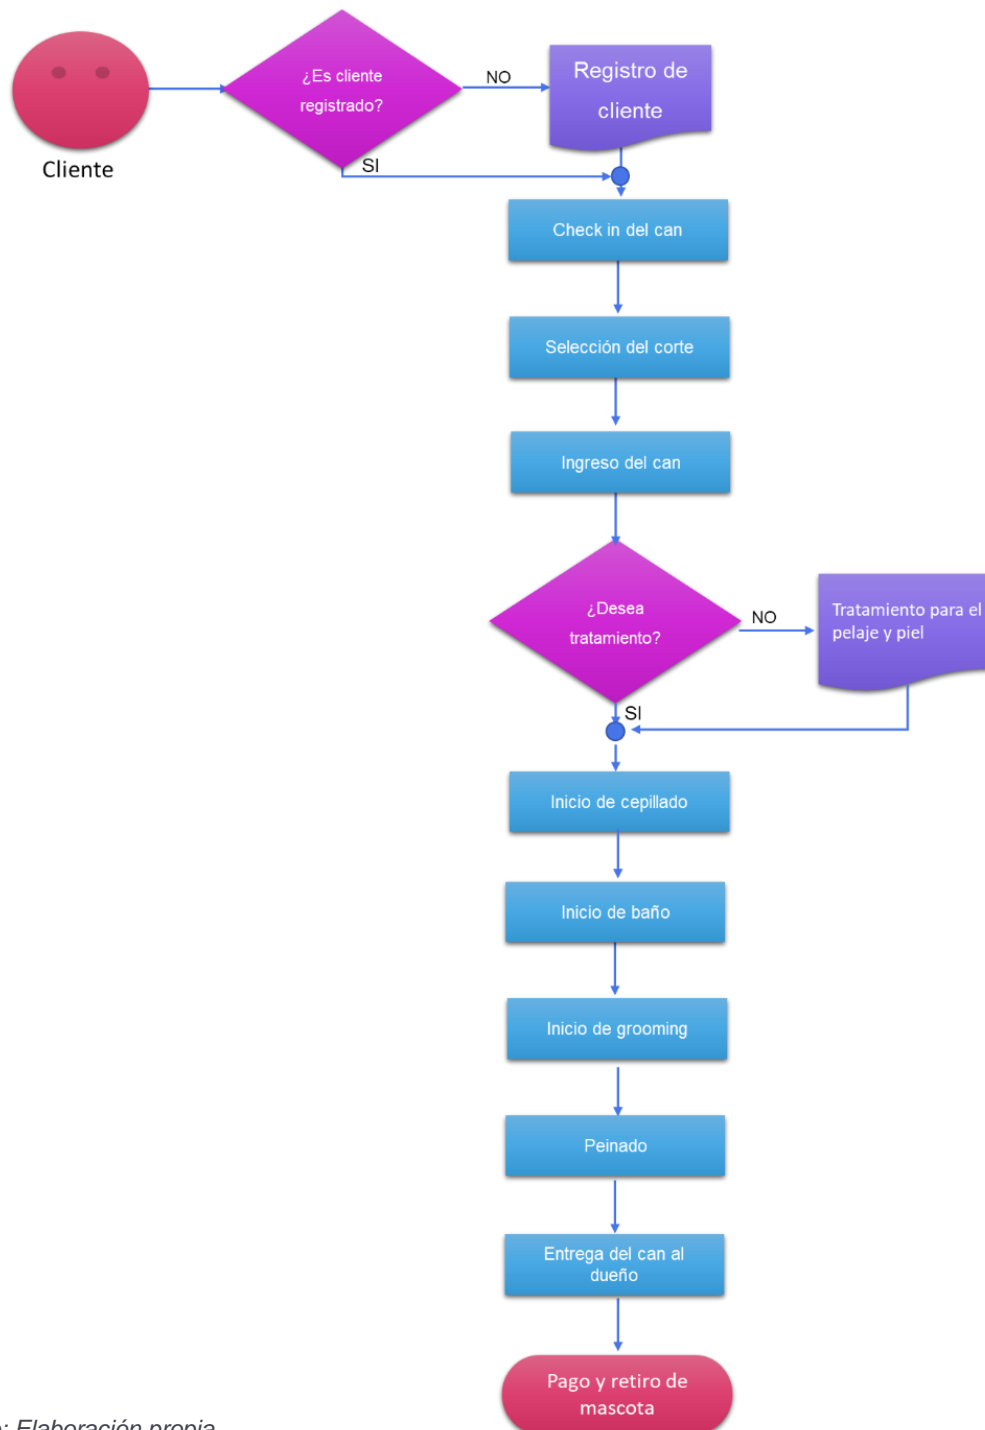 ¿Es cliente
registrado?
NO
Registro de
cliente
Cliente
SI
Check in del can
Selección del corte
Ingreso del can
¿Desea
tratamiento?
NO
Tratamiento para el
pelaje y piel
SI
Inicio de cepillado
Inicio de baño
Inicio de grooming
Peinado
Entrega del can al
dueño
Pago y retiro de
mascota
: Elaboración propia